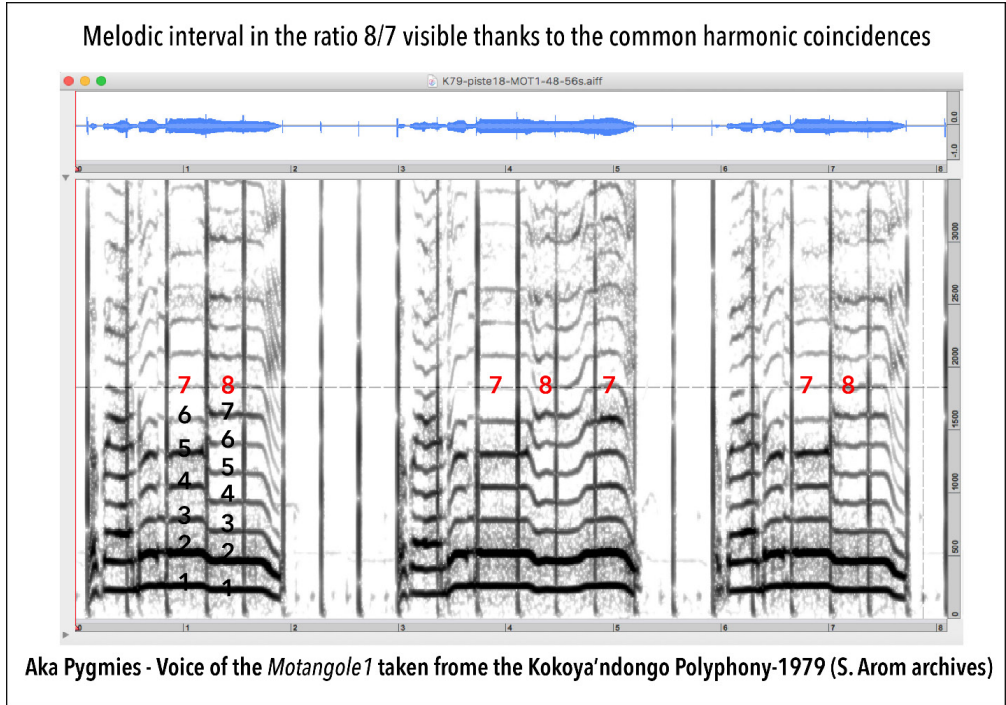 Melodic interval in the ratio 8/7 visible thanks to the common harmonic coincidences
K79-piste18-MOT1-48-56s.aiff
0.0
-1.0
0 1 2 3 4 5 6 7 8
3000
2500
2000
7 8 7 8 7 7 8
6 7
1500
5 6
5
4 4
1000
3 3
2 2
500
1 1
0
0 1 2 3 4 5 6 7 8
Aka Pygmies - Voice of the Motangole1 taken frome the Kokoya'ndongo Polyphony-1979 (S. Arom archives)